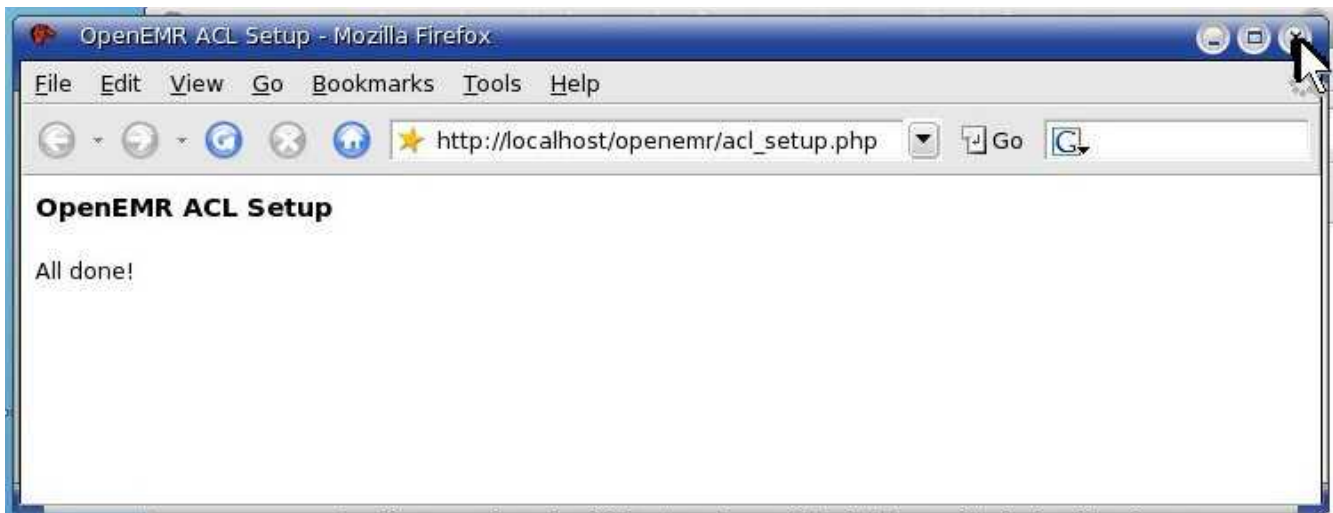 OpenEMR ACL Setup - Mozilla Firefox
File Edit View Go Bookmarks Tools Help
http://localhost/openemr/acl_setup.php Go G
OpenEMR ACL Setup
All done!